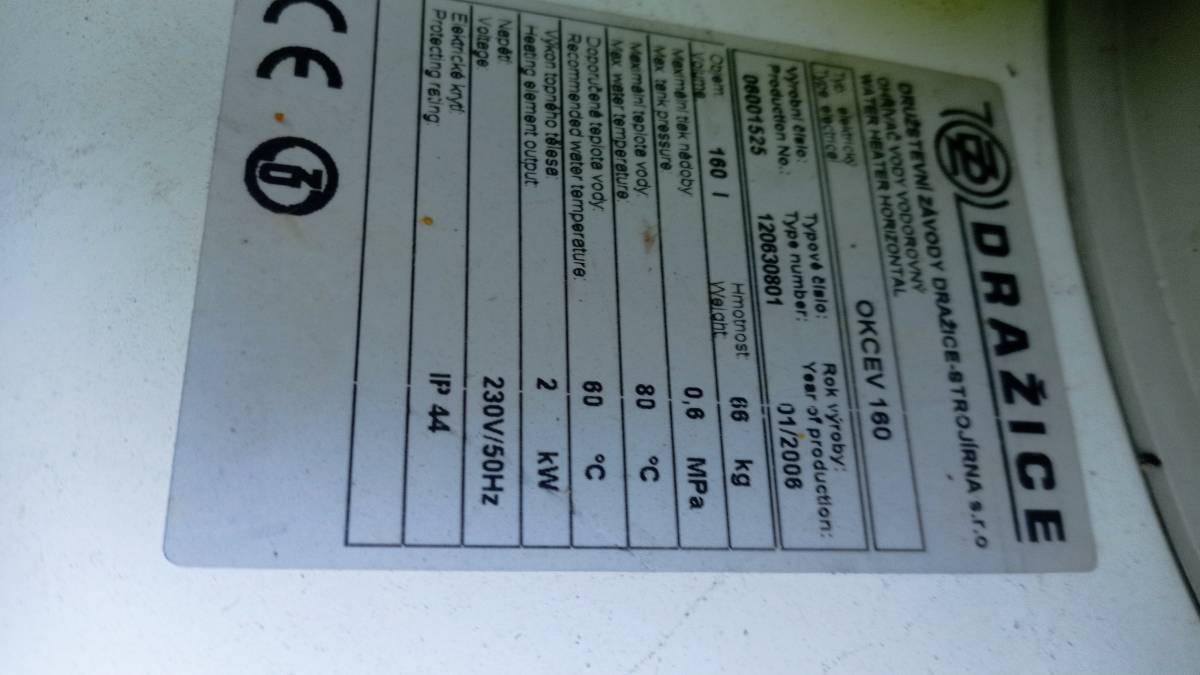 DRAŽICE
DRUŽSTEVNÍ ZÁVODY DRAŽICE-STROJÍRNA s.r.o
OHŘÍVAČ VODY VODOROVNÝ
WATER HEATER HORIZONTAL
Typ: elektrický
Type: electrice
OKCEV 160
Výrobní číslo: Typové číslo: Rok výroby:
Production No.: Type number: Year of production:
06001525 120630801 01/2006
Objem Hmotnost
Volume 160 l Weight 66 kg
Maximální tlak nádoby
Max. tank pressure 0,6 MPa
Maximální teplota vody:
Max. water temperature: 80 °C
Doporučené teplota vody:
Recommended water temperature: 60 °C
Výkon topného tělesa:
Heating element output: 2 kW
Napětí:
Voltage: 230V/50Hz
Elektrické krytí:
Protecting rating: IP 44
CE